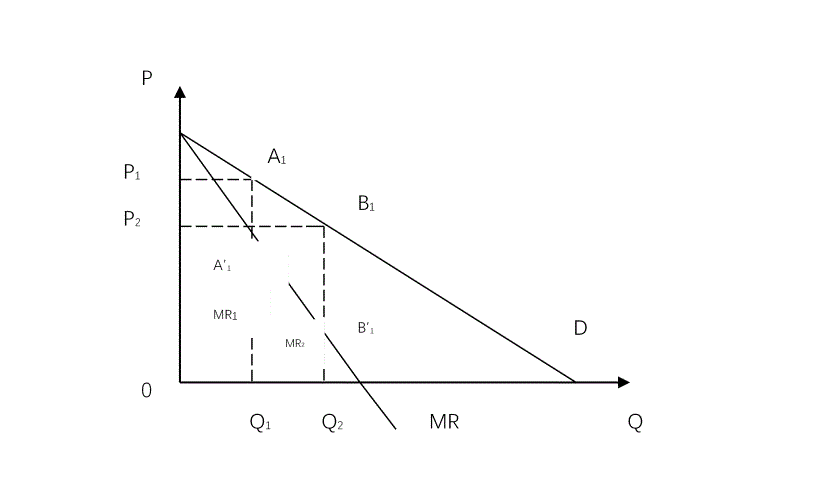 P
A₁
P₁
B₁
P₂
A'₁
MR₁
B'₁
D
MR₂
0
Q₁
Q₂
MR
Q